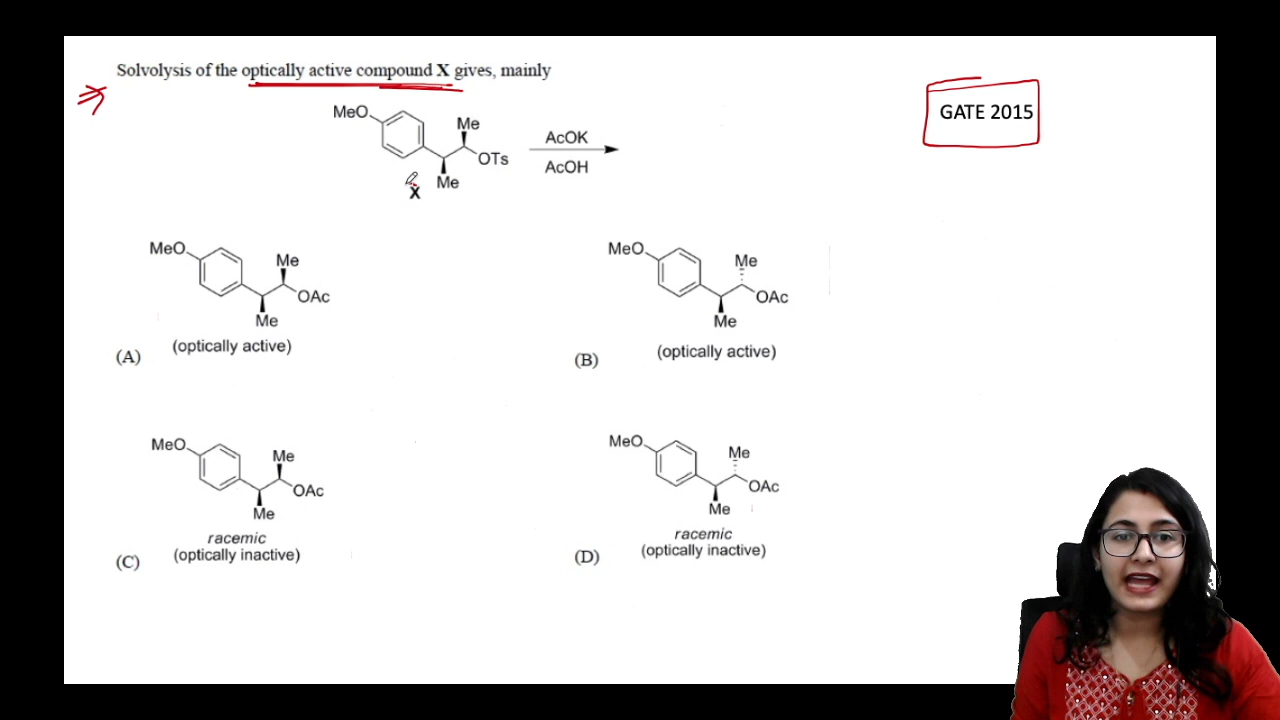 Solvolysis of the optically active compound X gives, mainly
GATE 2015
MeO
Me
OTs
Me
X
AcOK
AcOH
MeO
Me
OAc
Me
(optically active)
(A)
MeO
Me
OAc
Me
(optically active)
(B)
MeO
Me
OAc
Me
racemic
(optically inactive)
(C)
MeO
Me
OAc
Me
racemic
(optically inactive)
(D)